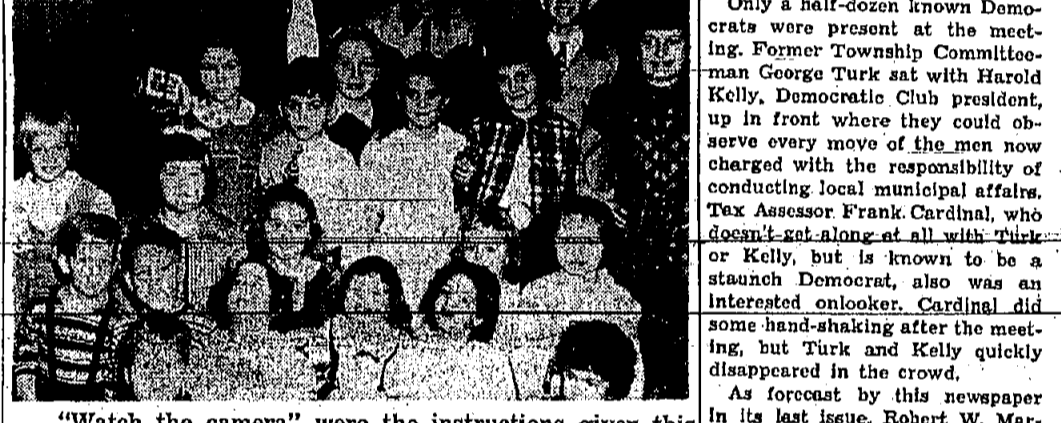 Only a half-dozen known Demo-
crats were present at the meet-
ing. Former Township Committee-
man George Turk sat with Harold
Kelly, Democratic Club president,
up in front where they could ob-
serve every move of the men now
charged with the responsibility of
conducting local municipal affairs.
Tax Assessor Frank Cardinal, who
doesn't get along at all with Turk
or Kelly, but is known to be a
staunch Democrat, also was an
interested onlooker. Cardinal did
some hand-shaking after the meet-
ing, but Turk and Kelly quickly
disappeared in the crowd.
As forecast by this newspaper
in its last issue, Robert W. Mar-
"Watch the camera" were the instructions given this